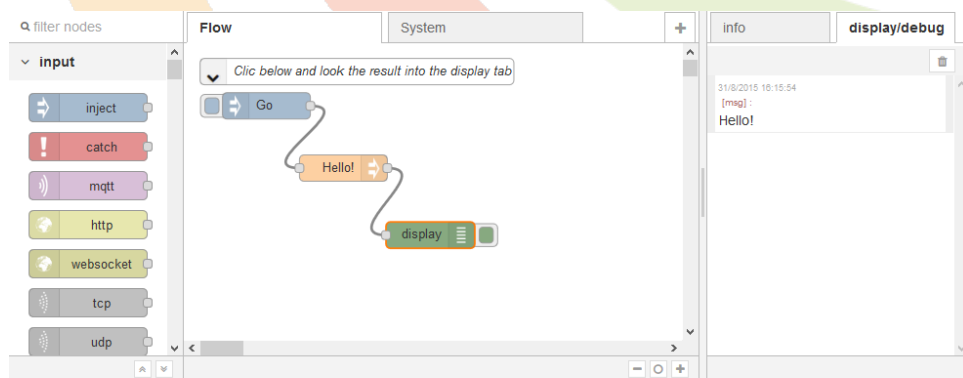 filter nodes
input
inject
catch
mqtt
http
websocket
tcp
udp
Flow
System
Clic below and look the result into the display tab
Go
Hello!
display
info
display/debug
31/8/2015 16:15:54
[msg] :
Hello!